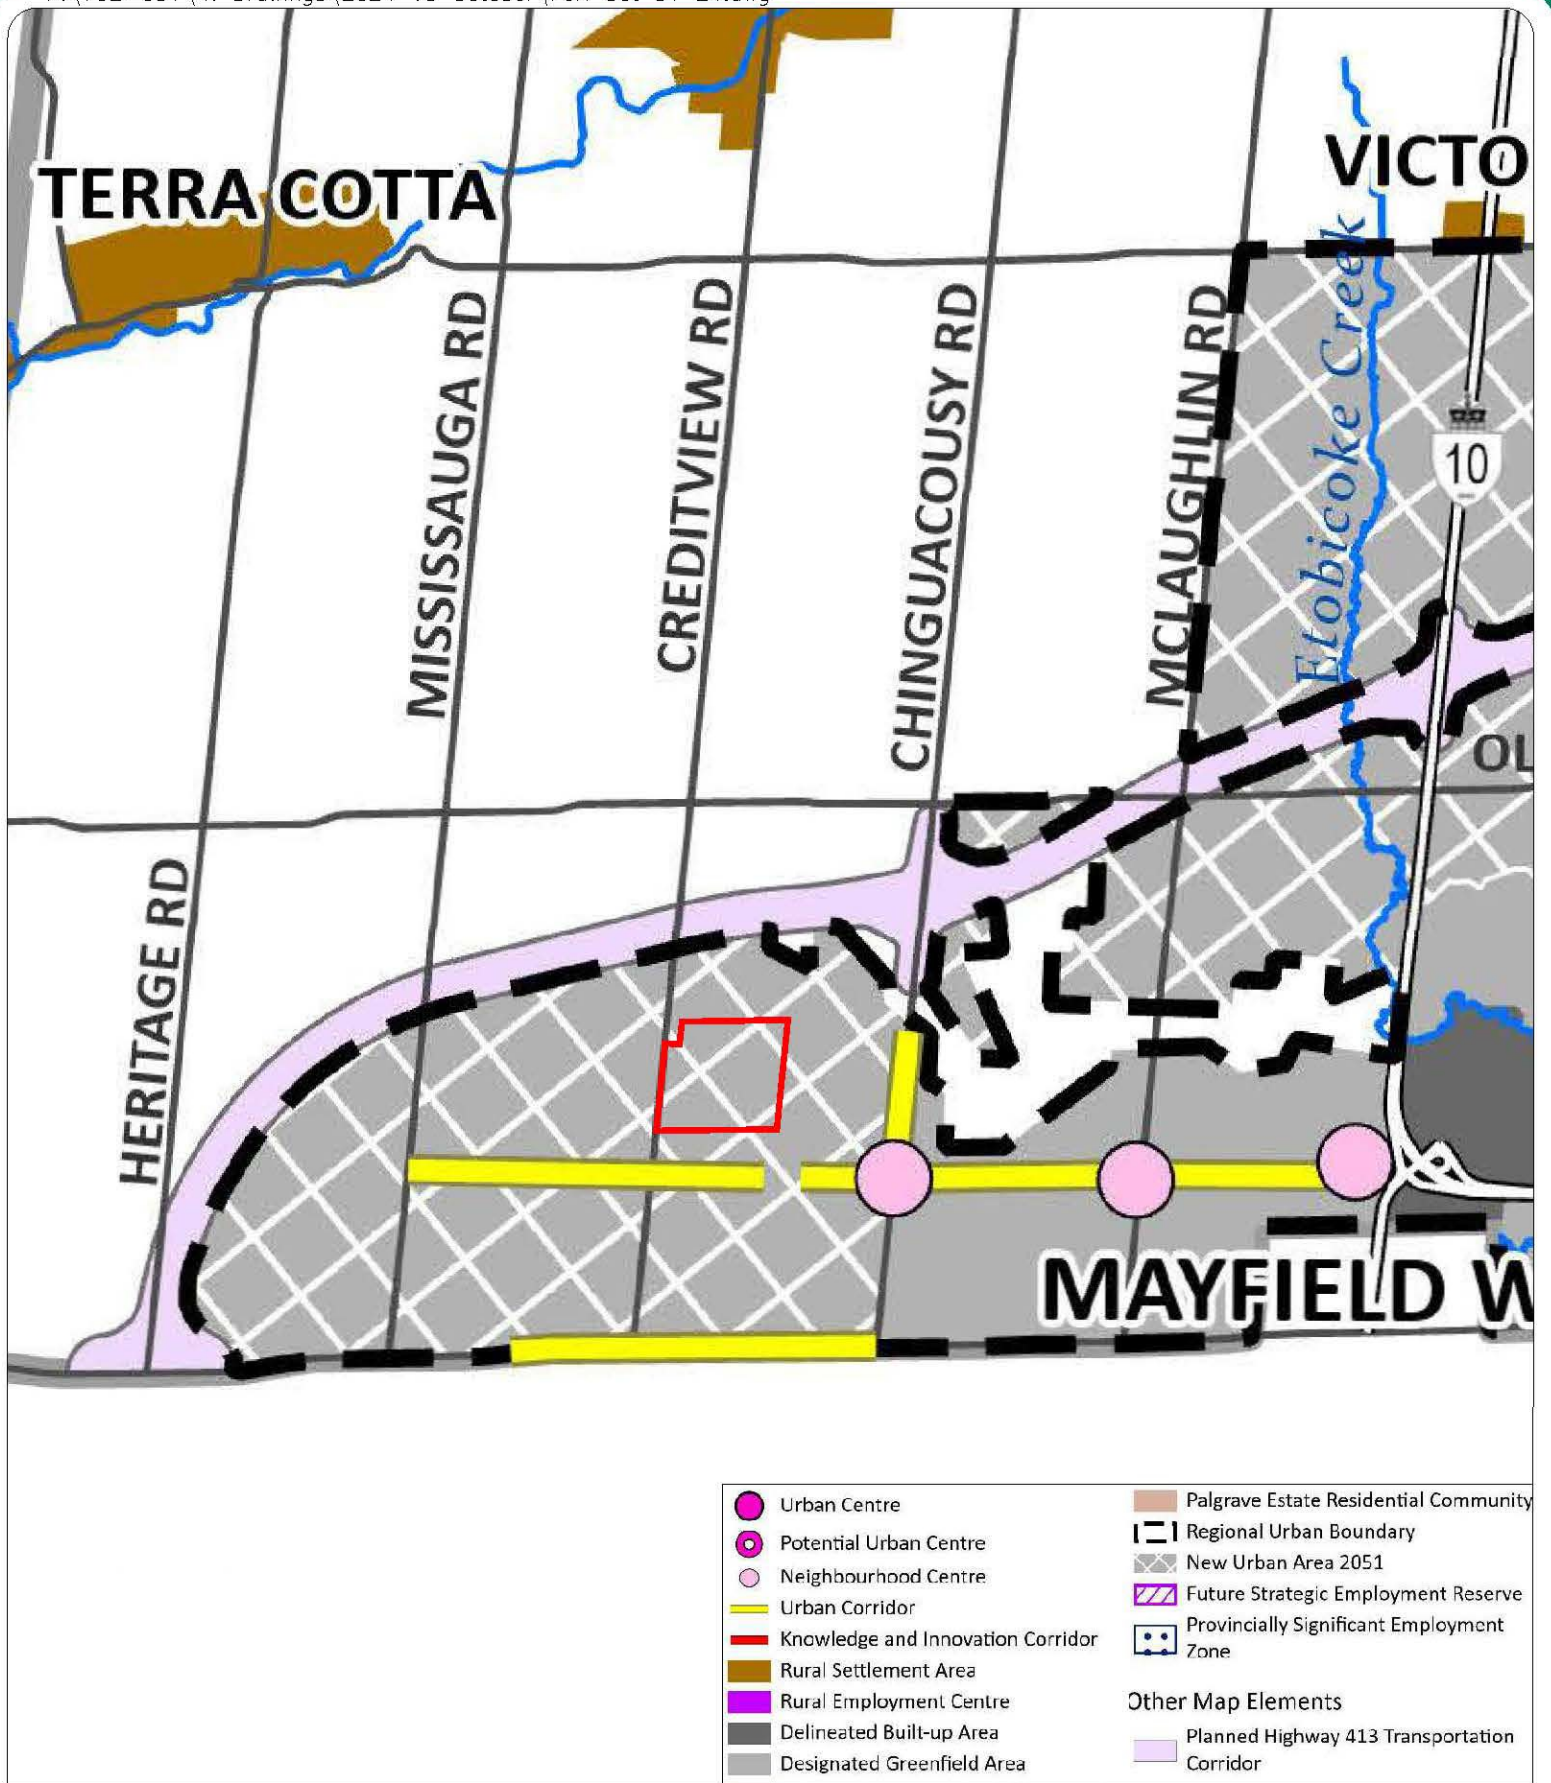 TERRA COTTA
VICTO
MISSISSAUGA RD
CREDITVIEW RD
CHINGUACOUSY RD
MCLAUGHLIN RD
Etobicoke Creek
10
OL
HERITAGE RD
MAYFIELD W
Urban Centre
Potential Urban Centre
Neighbourhood Centre
Urban Corridor
Knowledge and Innovation Corridor
Rural Settlement Area
Rural Employment Centre
Delineated Built-up Area
Designated Greenfield Area
Palgrave Estate Residential Community
Regional Urban Boundary
New Urban Area 2051
Future Strategic Employment Reserve
Provincially Significant Employment
Zone
Other Map Elements
Planned Highway 413 Transportation
Corridor